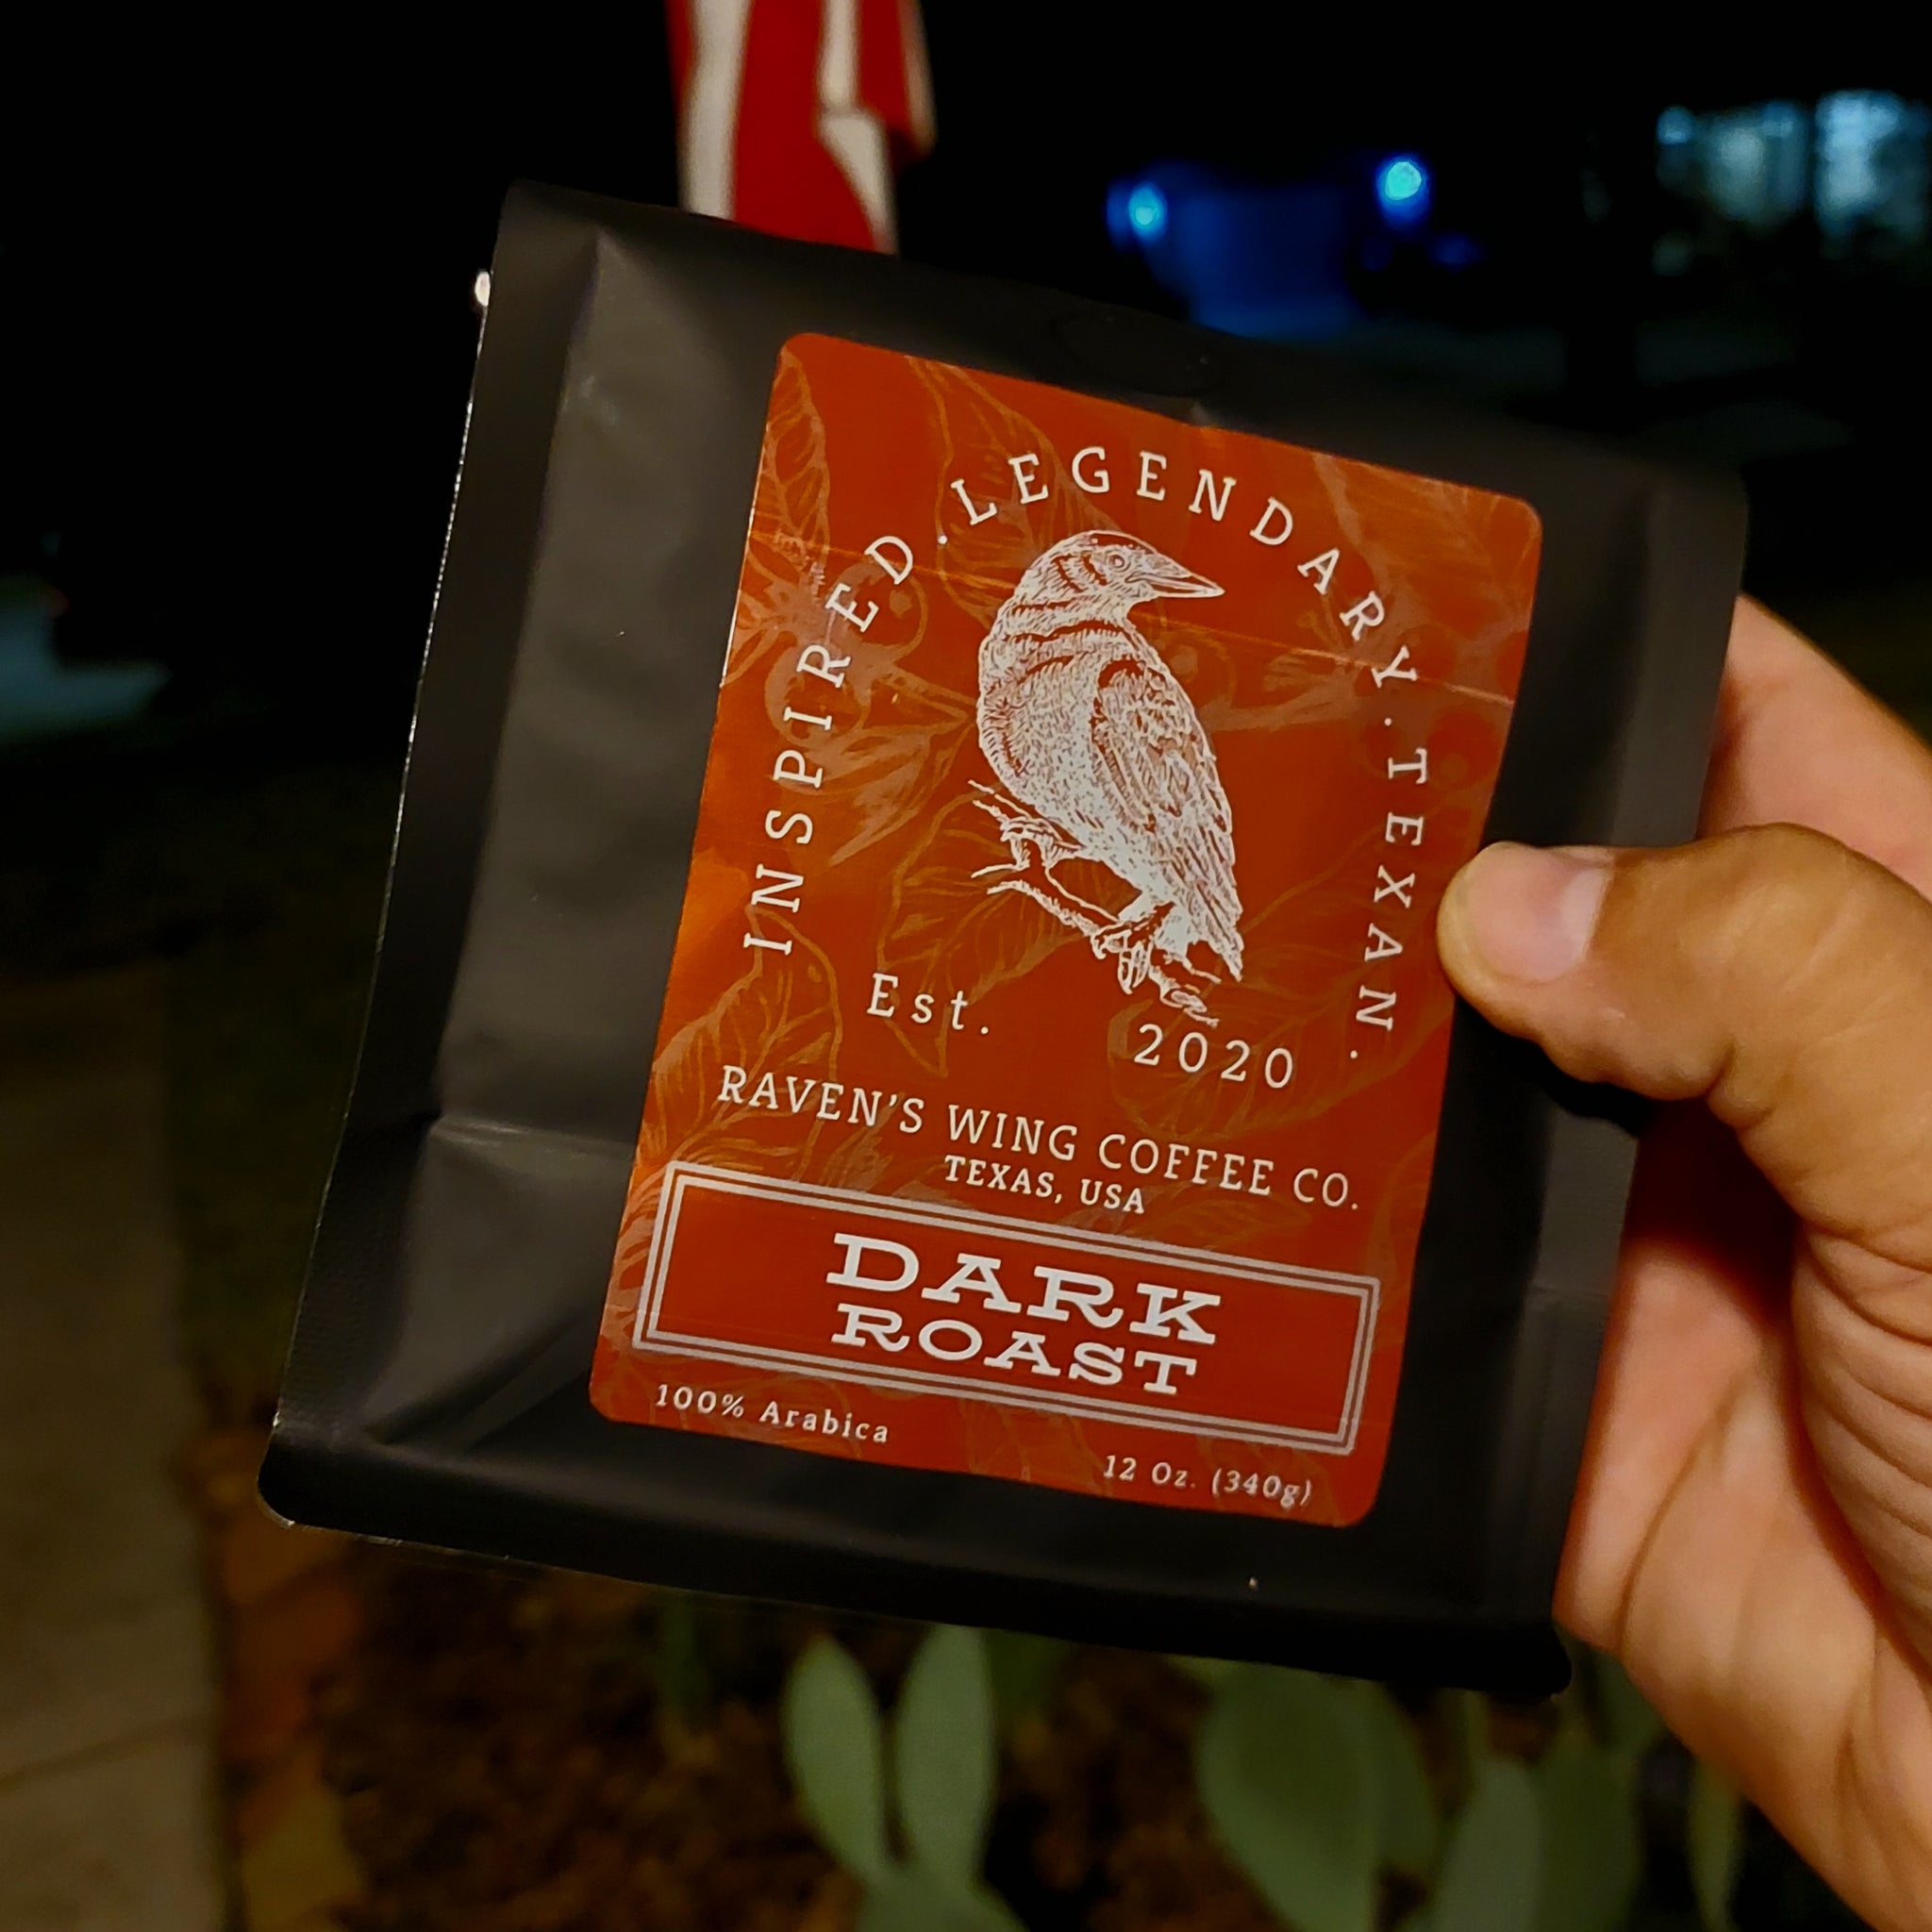 INSPIRED . LEGENDARY . TEXAN .
Est. 2020
RAVEN'S WING COFFEE CO.
TEXAS, USA
DARK
ROAST
100% Arabica
12 Oz. (340g)